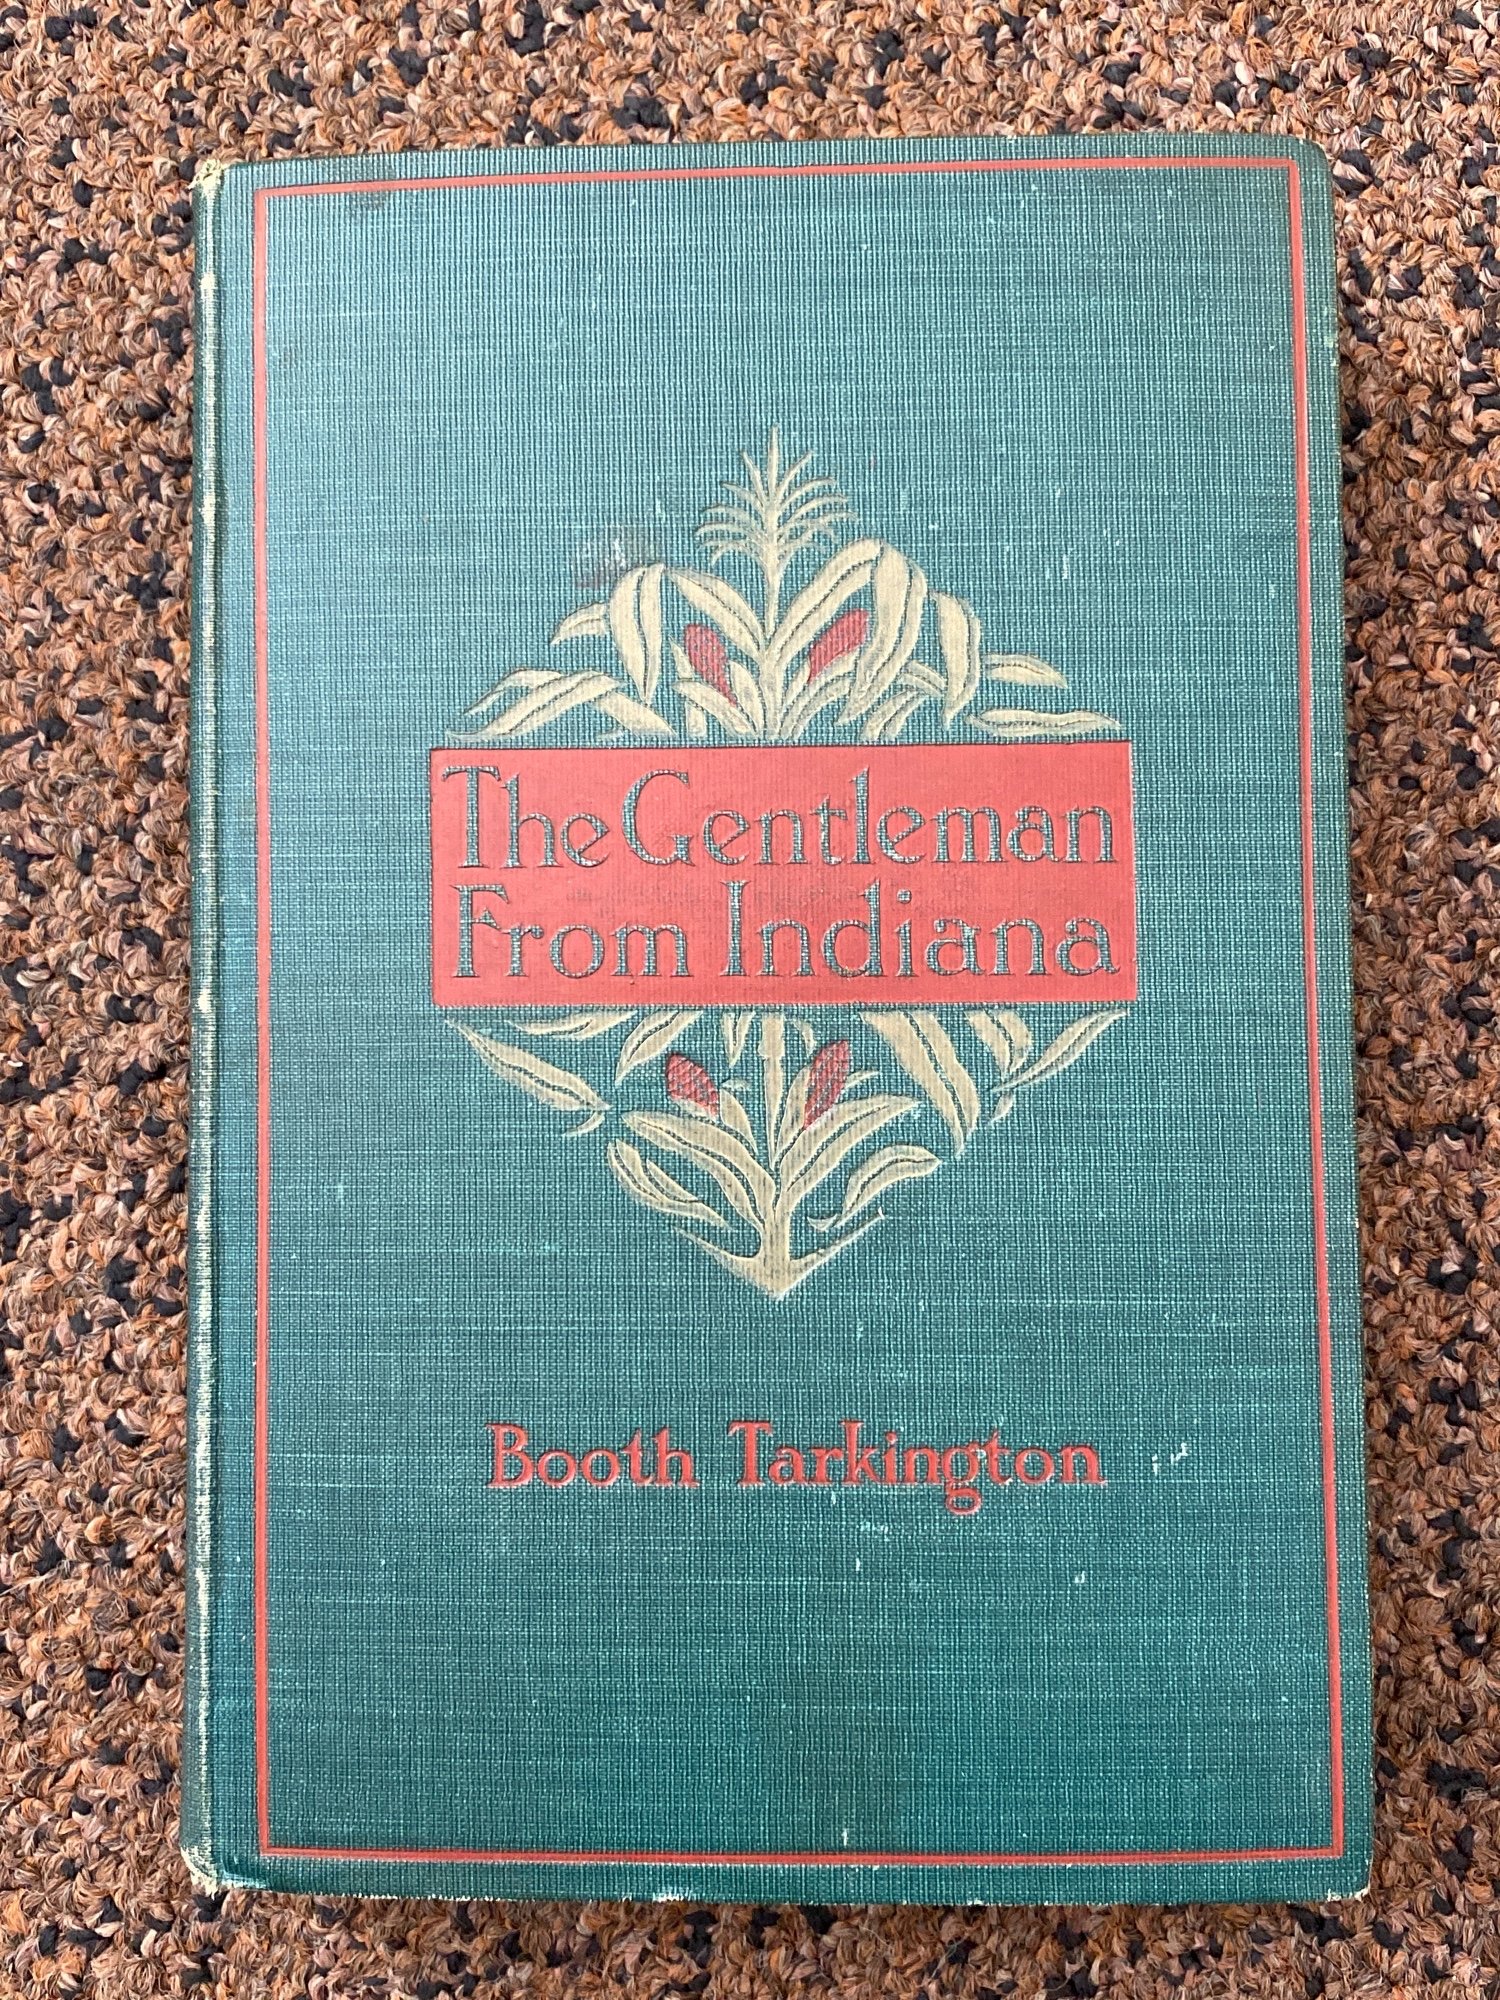 The Gentleman
From Indiana
Booth Tarkington